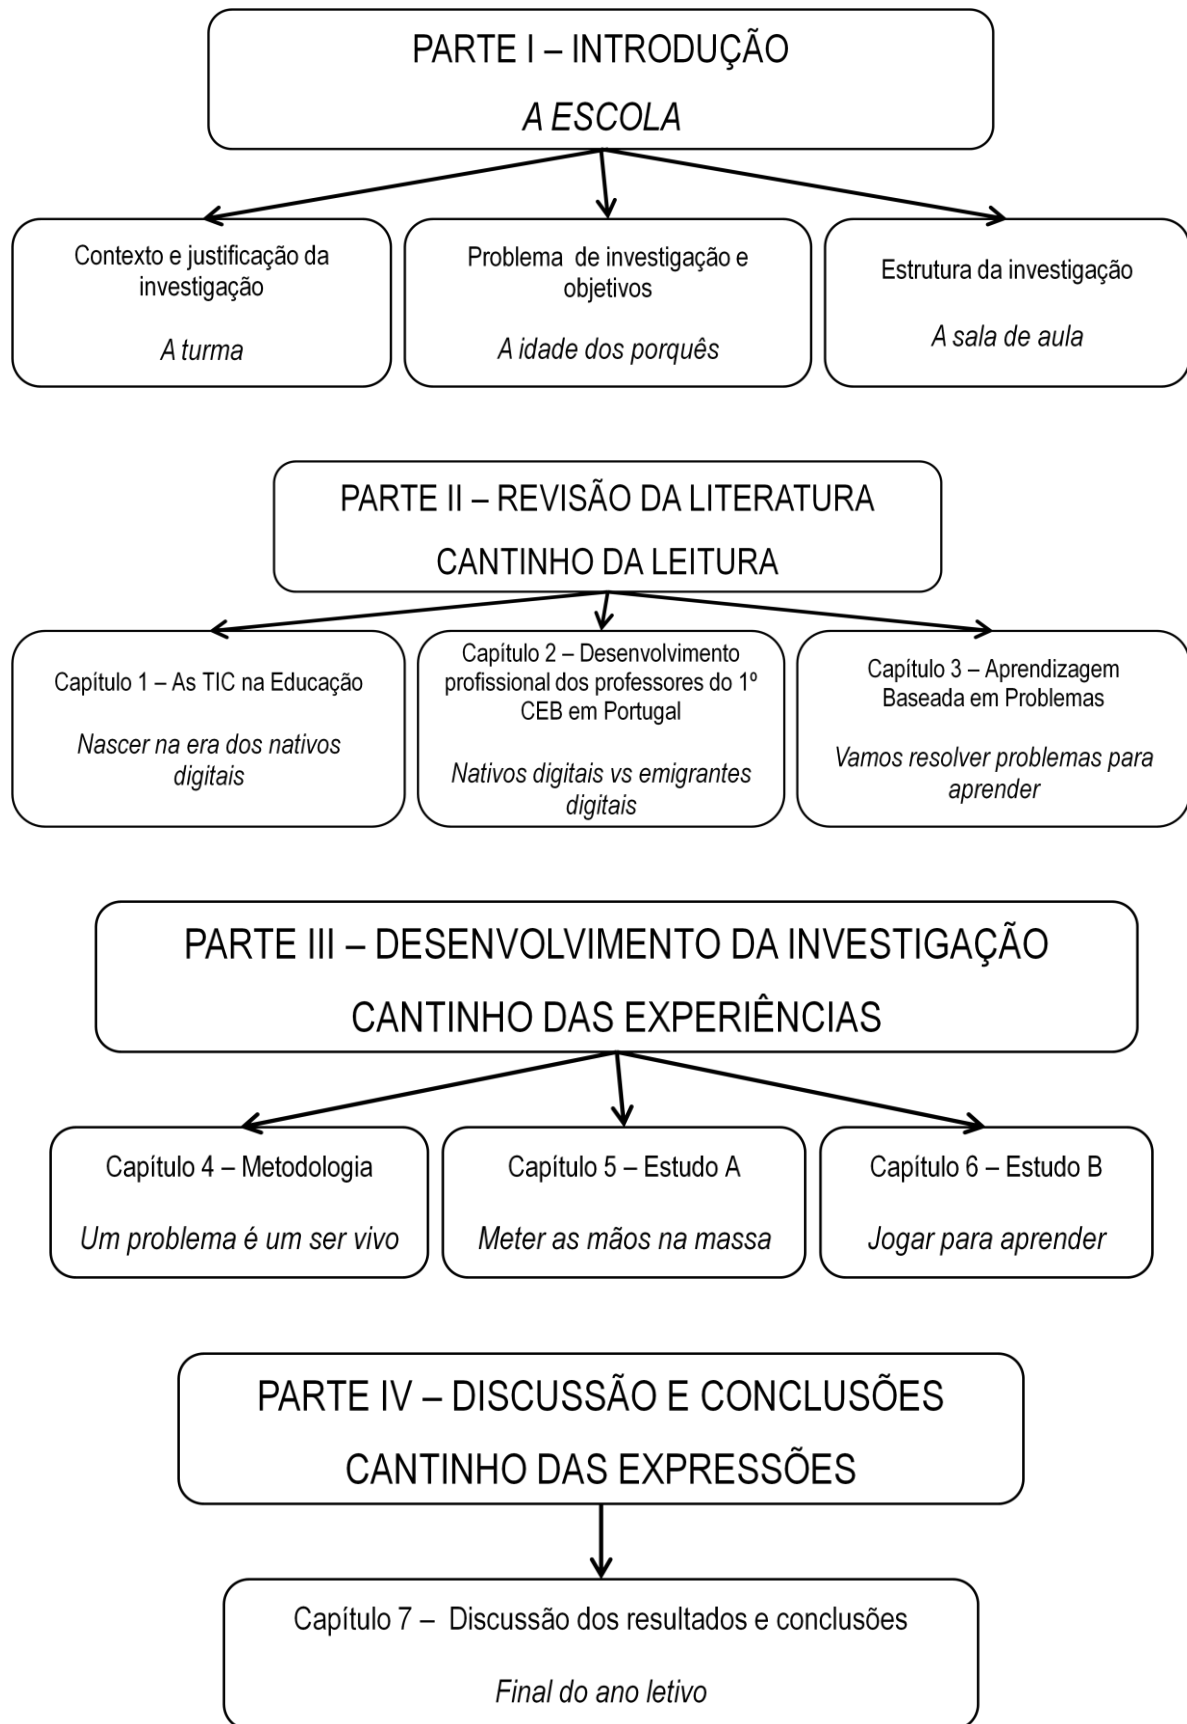 PARTE I – INTRODUÇÃO
A ESCOLA
Contexto e justificação da
investigação
A turma
Problema de investigação e
objetivos
A idade dos porquês
Estrutura da investigação
A sala de aula
PARTE II – REVISÃO DA LITERATURA
CANTINHO DA LEITURA
Capítulo 1 – As TIC na Educação
Nascer na era dos nativos
digitais
Capítulo 2 – Desenvolvimento
profissional dos professores do 1º
CEB em Portugal
Nativos digitais vs emigrantes
digitais
Capítulo 3 – Aprendizagem
Baseada em Problemas
Vamos resolver problemas para
aprender
PARTE III – DESENVOLVIMENTO DA INVESTIGAÇÃO
CANTINHO DAS EXPERIÊNCIAS
Capítulo 4 – Metodologia
Um problema é um ser vivo
Capítulo 5 – Estudo A
Meter as mãos na massa
Capítulo 6 – Estudo B
Jogar para aprender
PARTE IV – DISCUSSÃO E CONCLUSÕES
CANTINHO DAS EXPRESSÕES
Capítulo 7 – Discussão dos resultados e conclusões
Final do ano letivo